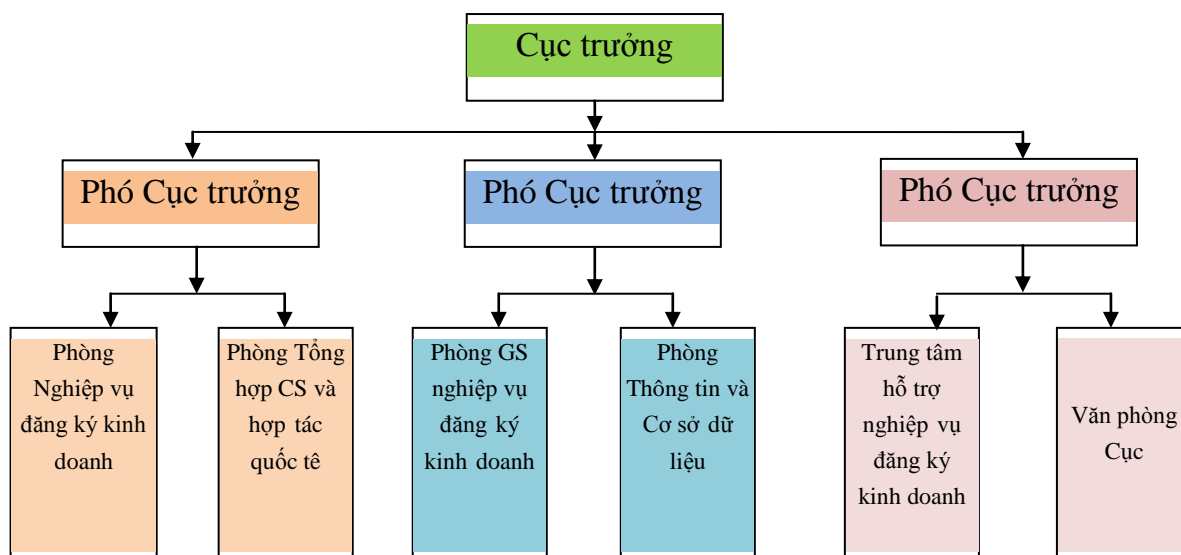 Cục trưởng
Phó Cục trưởng
Phó Cục trưởng
Phó Cục trưởng
Phòng
Nghiệp vụ
đăng ký kinh
doanh
Phòng Tổng
hợp CS và
hợp tác
quốc tê
Phòng GS
nghiệp vụ
đăng ký
kinh doanh
Phòng
Thông tin và
Cơ sở dữ
liệu
Trung tâm
hỗ trợ
nghiệp vụ
đăng ký
kinh doanh
Văn phòng
Cục